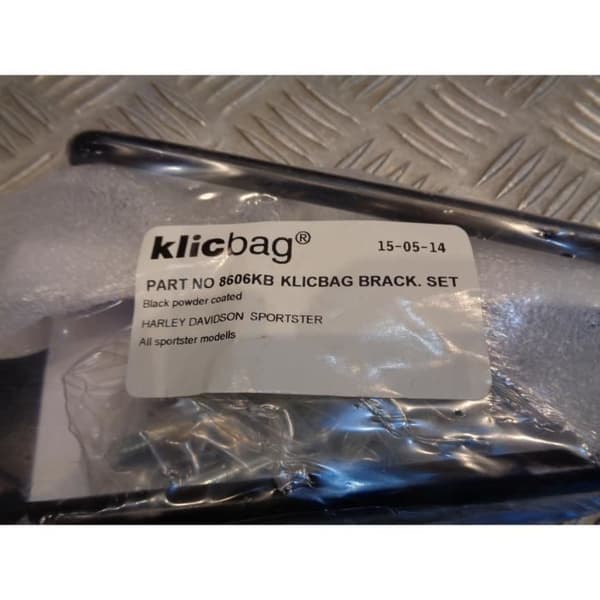 klicbag®
15-05-14
PART NO 8606KB KLICBAG BRACK. SET
Black powder coated
HARLEY DAVIDSON SPORTSTER
All sportster modells